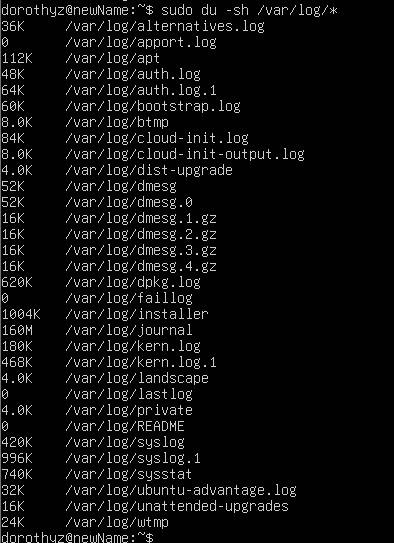 dorothyz@newName:~$ sudo du -sh /var/log/*
36K /var/log/alternatives.log
0 /var/log/apport.log
112K /var/log/apt
48K /var/log/auth.log
64K /var/log/auth.log.1
60K /var/log/bootstrap.log
8.0K /var/log/btmp
84K /var/log/cloud-init.log
8.0K /var/log/cloud-init-output.log
4.0K /var/log/dist-upgrade
52K /var/log/dmesg
52K /var/log/dmesg.0
16K /var/log/dmesg.1.gz
16K /var/log/dmesg.2.gz
16K /var/log/dmesg.3.gz
16K /var/log/dmesg.4.gz
620K /var/log/dpkg.log
0 /var/log/faillog
1004K /var/log/installer
160M /var/log/journal
180K /var/log/kern.log
468K /var/log/kern.log.1
4.0K /var/log/landscape
0 /var/log/lastlog
4.0K /var/log/private
0 /var/log/README
420K /var/log/syslog
996K /var/log/syslog.1
740K /var/log/sysstat
32K /var/log/ubuntu-advantage.log
16K /var/log/unattended-upgrades
24K /var/log/wtmp
dorothyz@newName:~$